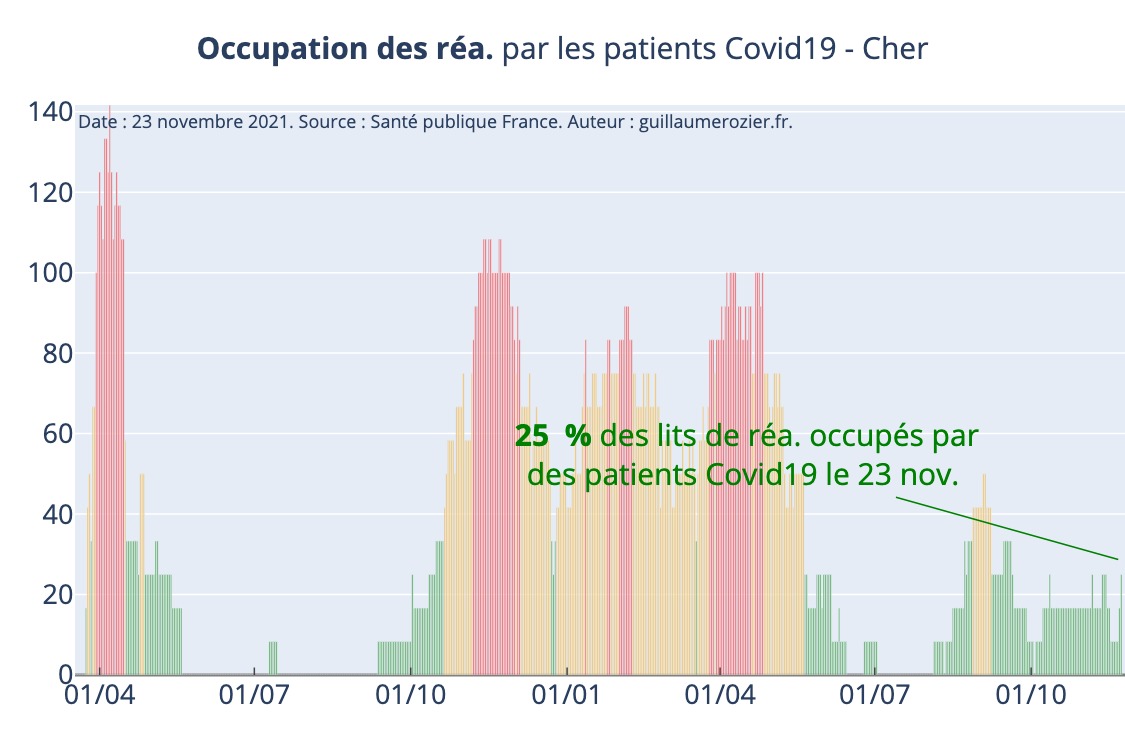 Occupation des réa. par les patients Covid19 - Cher
140
Date : 23 novembre 2021. Source : Santé publique France. Auteur : guillaumerozier.fr.
120
100
80
60
25 % des lits de réa. occupés par
des patients Covid19 le 23 nov.
40
20
0
01/04 01/07 01/10 01/01 01/04 01/07 01/10